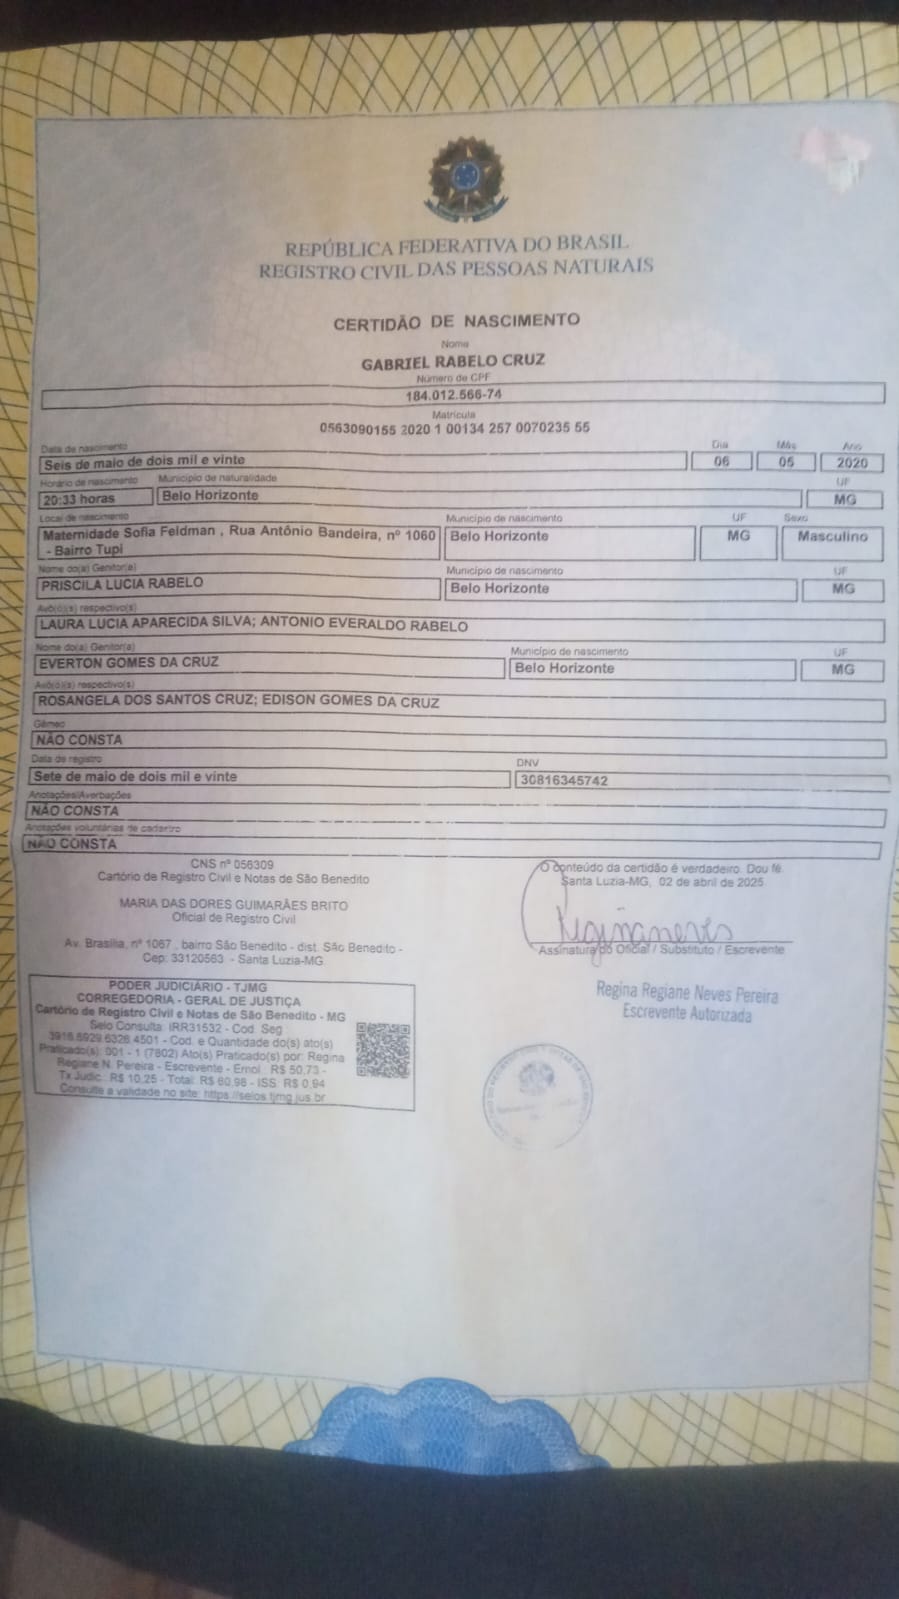 REPÚBLICA FEDERATIVA DO BRASIL
REGISTRO CIVIL DAS PESSOAS NATURAIS
CERTIDÃO DE NASCIMENTO
Nome
GABRIEL RABELO CRUZ
Número de CPF
184.012.566-74
Matrícula
0563090155 2020 1 00134 257 0070235 55
Data de nascimento Dia Mês Ano
Seis de maio de dois mil e vinte 06 05 2020
Horário de nascimento Município de naturalidade UF
20:33 horas Belo Horizonte MG
Local de nascimento Município de nascimento UF Sexo
Maternidade Sofia Feldman , Rua Antônio Bandeira, nº 1060 Belo Horizonte MG Masculino
- Bairro Tupi
Nome do(a) Genitor(a) Município de nascimento UF
PRISCILA LUCIA RABELO Belo Horizonte MG
Avó(ô)(s) respectivo(s)
LAURA LUCIA APARECIDA SILVA; ANTONIO EVERALDO RABELO
Nome do(a) Genitor(a) Município de nascimento UF
EVERTON GOMES DA CRUZ Belo Horizonte MG
Avó(ô)(s) respectivo(s)
ROSANGELA DOS SANTOS CRUZ; EDISON GOMES DA CRUZ
Gêmeo
NÃO CONSTA
Data de registro DNV
Sete de maio de dois mil e vinte 30816345742
Anotações/Averbações
NÃO CONSTA
Anotações voluntárias de cadastro
NÃO CONSTA
CNS nº 056309
Cartório de Registro Civil e Notas de São Benedito
MARIA DAS DORES GUIMARÃES BRITO
Oficial de Registro Civil
Av. Brasília, nº 1067 , bairro São Benedito - dist. São Benedito -
Cep: 33120563 - Santa Luzia-MG
O conteúdo da certidão é verdadeiro. Dou fé.
Santa Luzia-MG, 02 de abril de 2025
Assinatura do Oficial / Substituto / Escrevente
Regina Regiane Neves Pereira
Escrevente Autorizada
PODER JUDICIÁRIO - TJMG
CORREGEDORIA - GERAL DE JUSTIÇA
Cartório de Registro Civil e Notas de São Benedito - MG
Selo Consulta: IRR31532 - Cod. Seg :
3916.6929.6326.4501 - Cod. e Quantidade do(s) ato(s)
Praticado(s): 001 - 1 (7802) Ato(s) Praticado(s) por: Regina
Regiane N. Pereira - Escrevente - Emol.: R$ 50,73 -
Tx Judic.: R$ 10,25 - Total: R$ 60,98 - ISS: R$ 0,94
Consulte a validade no site: https://selos.tjmg.jus.br